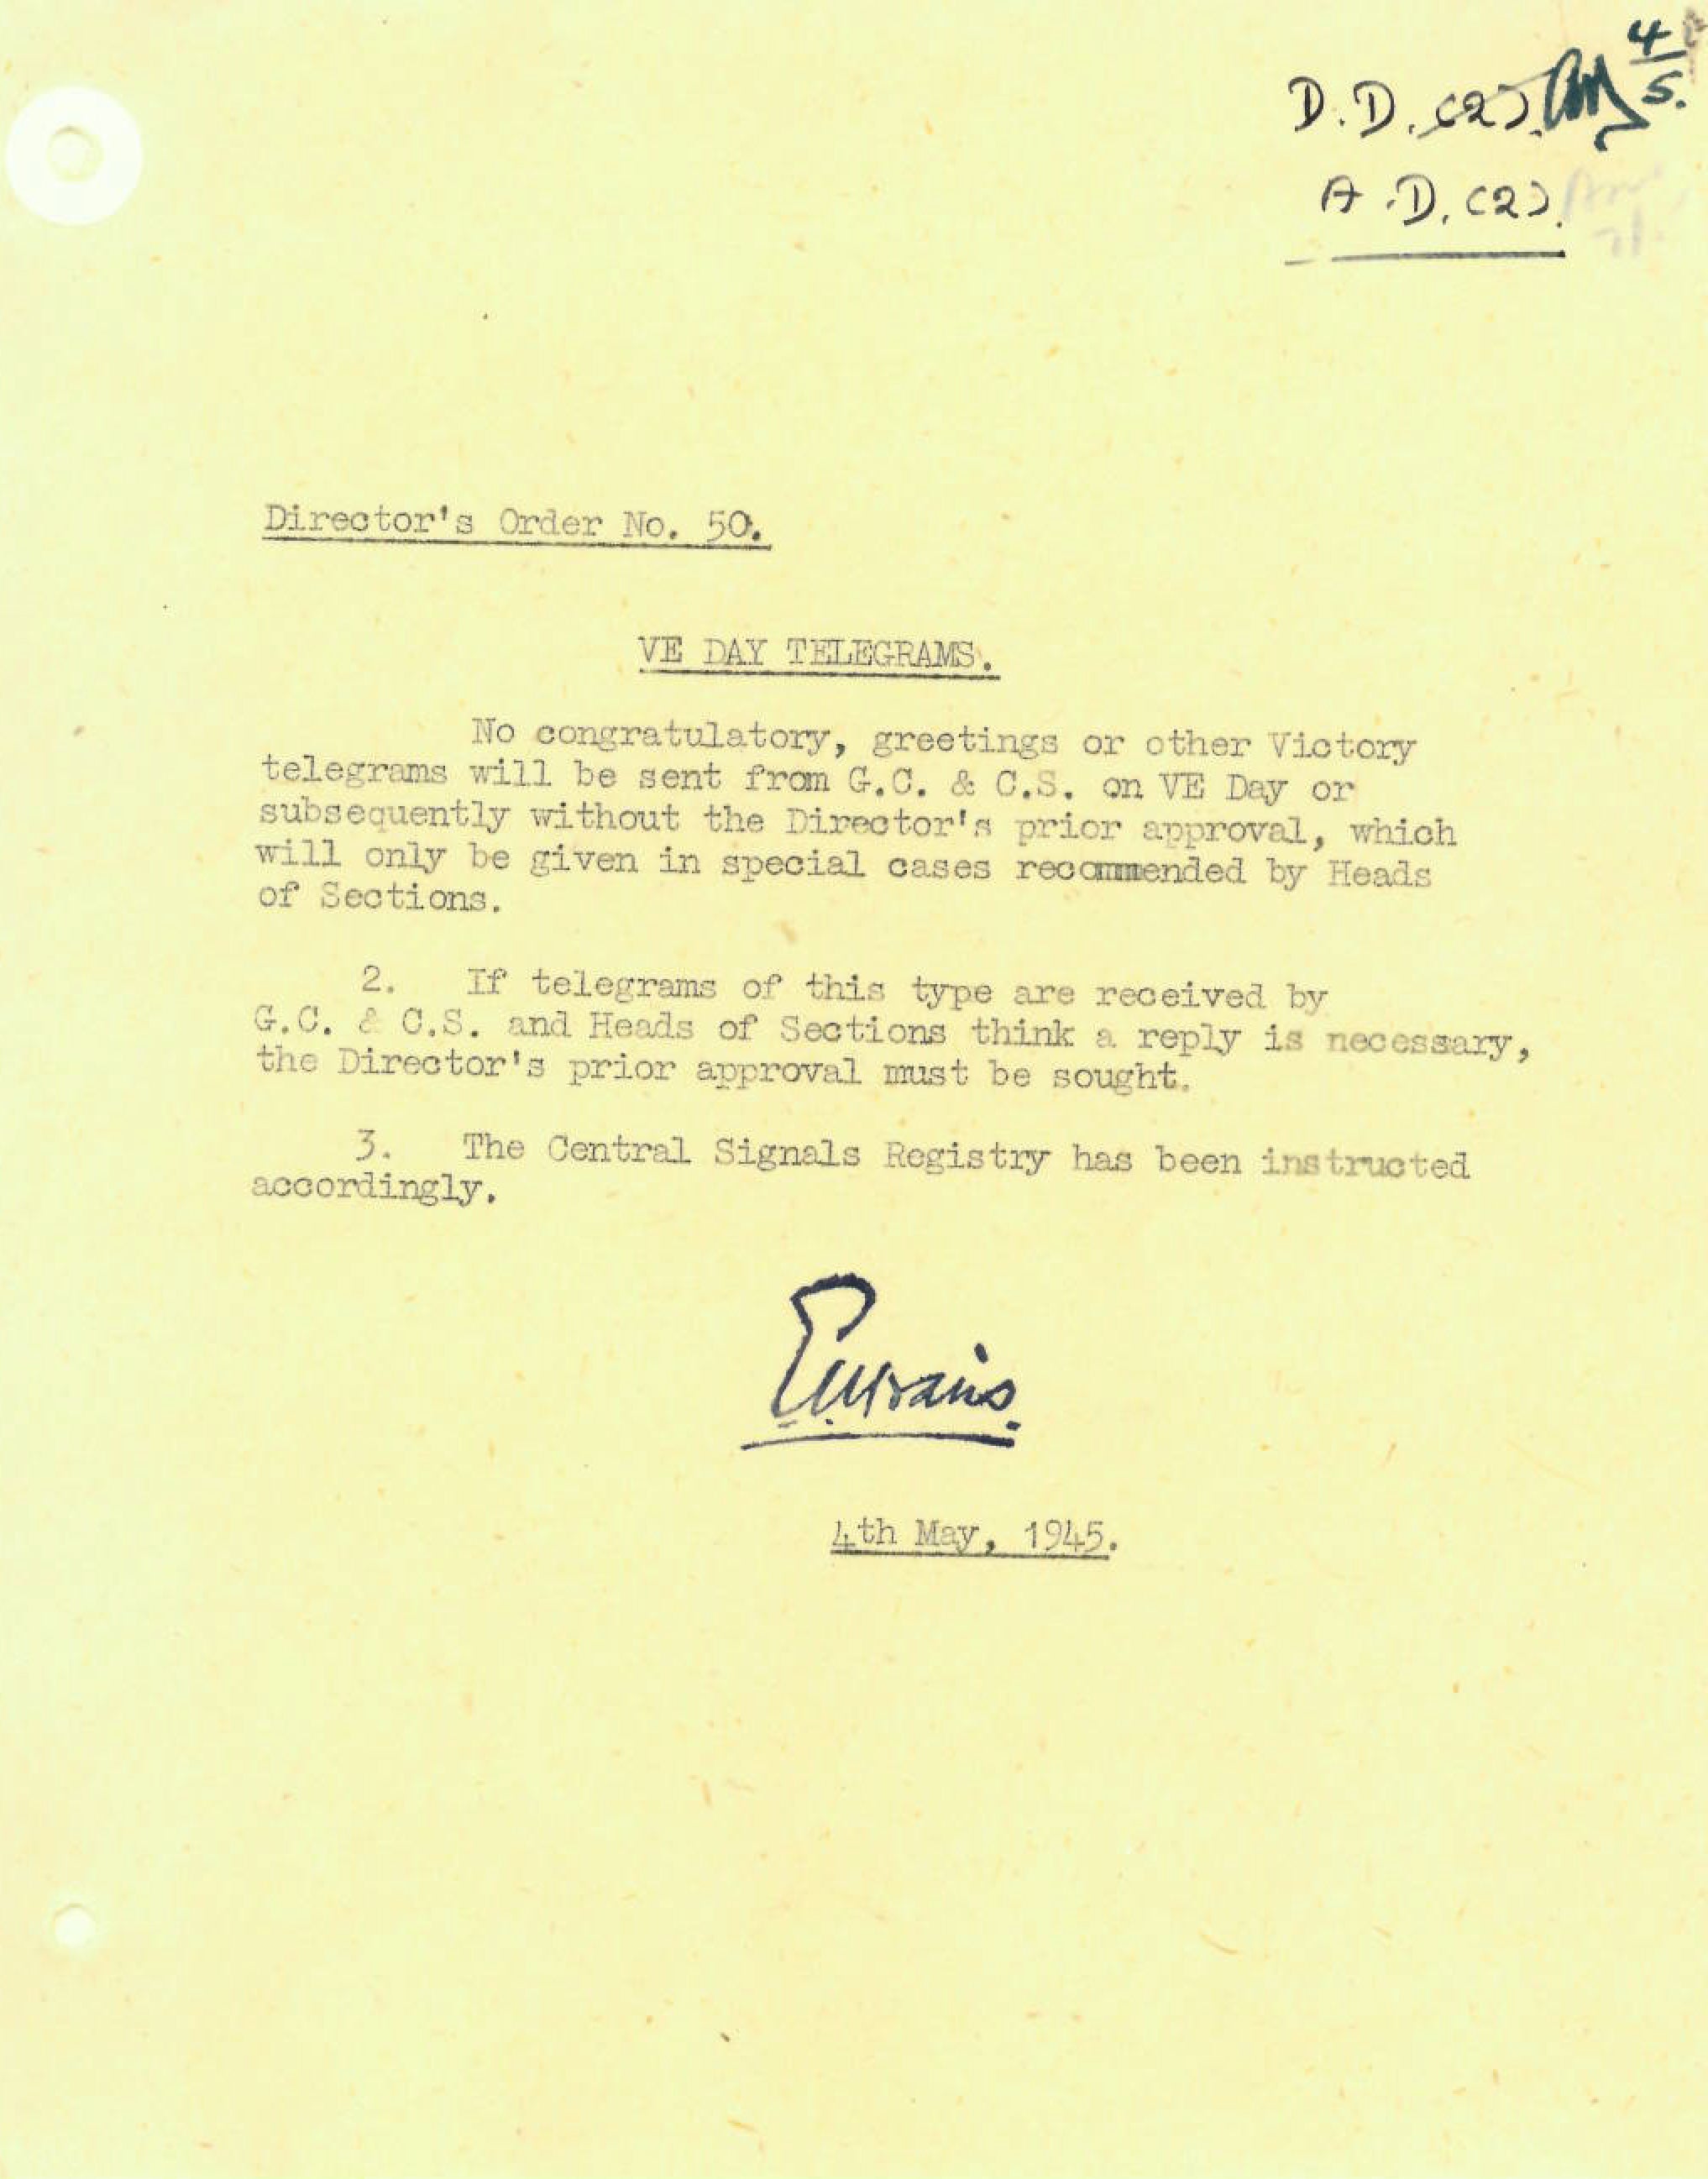 D.D.(2). 4/5.
A.D.(2).
Director's Order No. 50.
VE DAY TELEGRAMS.
No congratulatory, greetings or other Victory
telegrams will be sent from G.C. & C.S. on VE Day or
subsequently without the Director's prior approval, which
will only be given in special cases recommended by Heads
of Sections.
2. If telegrams of this type are received by
G.C. & C.S. and Heads of Sections think a reply is necessary,
the Director's prior approval must be sought.
3. The Central Signals Registry has been instructed
accordingly.
4th May, 1945.